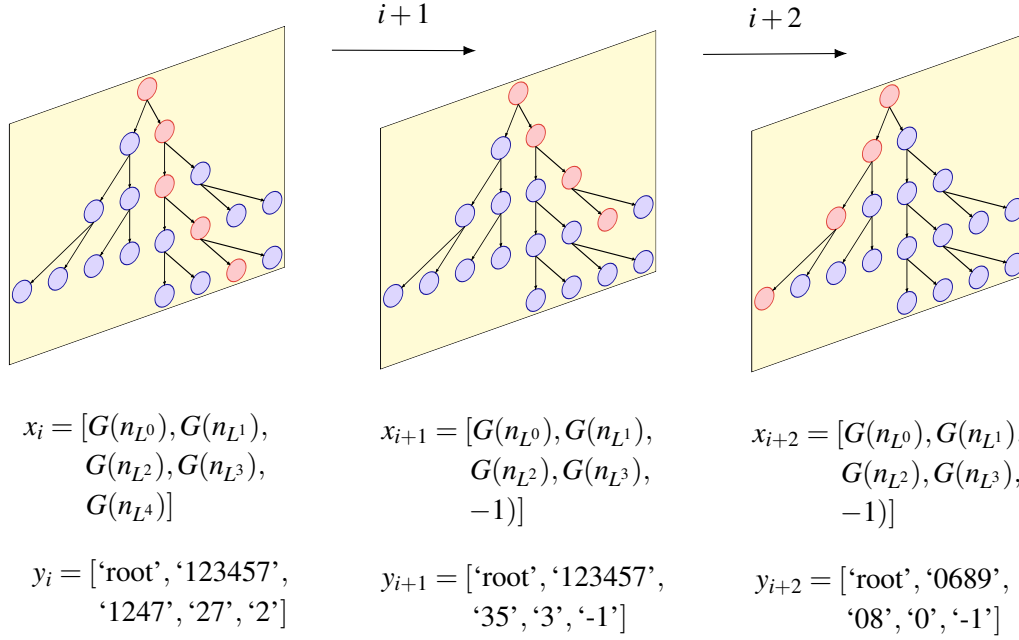 i + 1
i + 2
x_i = [G(n_{L^0}), G(n_{L^1}),
G(n_{L^2}), G(n_{L^3}),
G(n_{L^4})]
x_{i+1} = [G(n_{L^0}), G(n_{L^1}),
G(n_{L^2}), G(n_{L^3}),
−1)]
x_{i+2} = [G(n_{L^0}), G(n_{L^1}),
G(n_{L^2}), G(n_{L^3}),
−1)]
y_i = [‘root’, ‘123457’,
‘1247’, ‘27’, ‘2’]
y_{i+1} = [‘root’, ‘123457’,
‘35’, ‘3’, ‘-1’]
y_{i+2} = [‘root’, ‘0689’,
‘08’, ‘0’, ‘-1’]